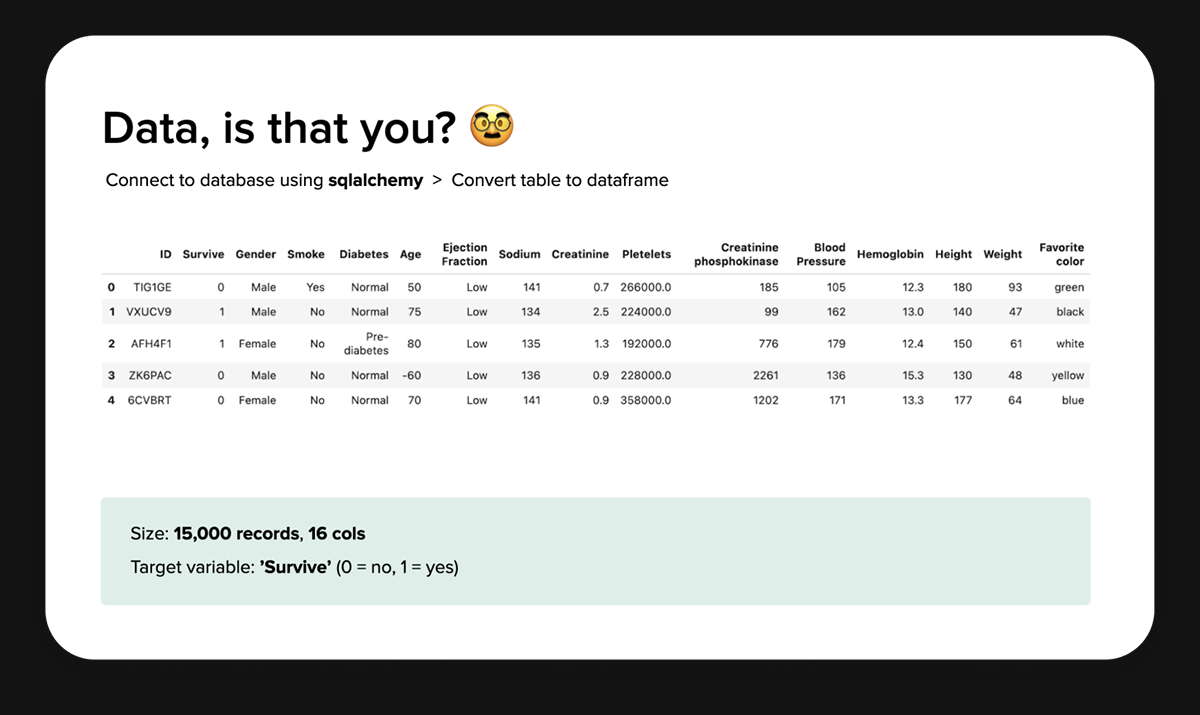 Data, is that you? 🥸
Connect to database using sqlalchemy > Convert table to dataframe
ID Survive Gender Smoke Diabetes Age Ejection Fraction Sodium Creatinine Pletelets Creatinine phosphokinase Blood Pressure Hemoglobin Height Weight Favorite color
0 TIG1GE 0 Male Yes Normal 50 Low 141 0.7 266000.0 185 105 12.3 180 93 green
1 VXUCV9 1 Male No Normal 75 Low 134 2.5 224000.0 99 162 13.0 140 47 black
2 AFH4F1 1 Female No Pre-diabetes 80 Low 135 1.3 192000.0 776 179 12.4 150 61 white
3 ZK6PAC 0 Male No Normal -60 Low 136 0.9 228000.0 2261 136 15.3 130 48 yellow
4 6CVBRT 0 Female No Normal 70 Low 141 0.9 358000.0 1202 171 13.3 177 64 blue
Size: 15,000 records, 16 cols
Target variable: ’Survive’ (0 = no, 1 = yes)